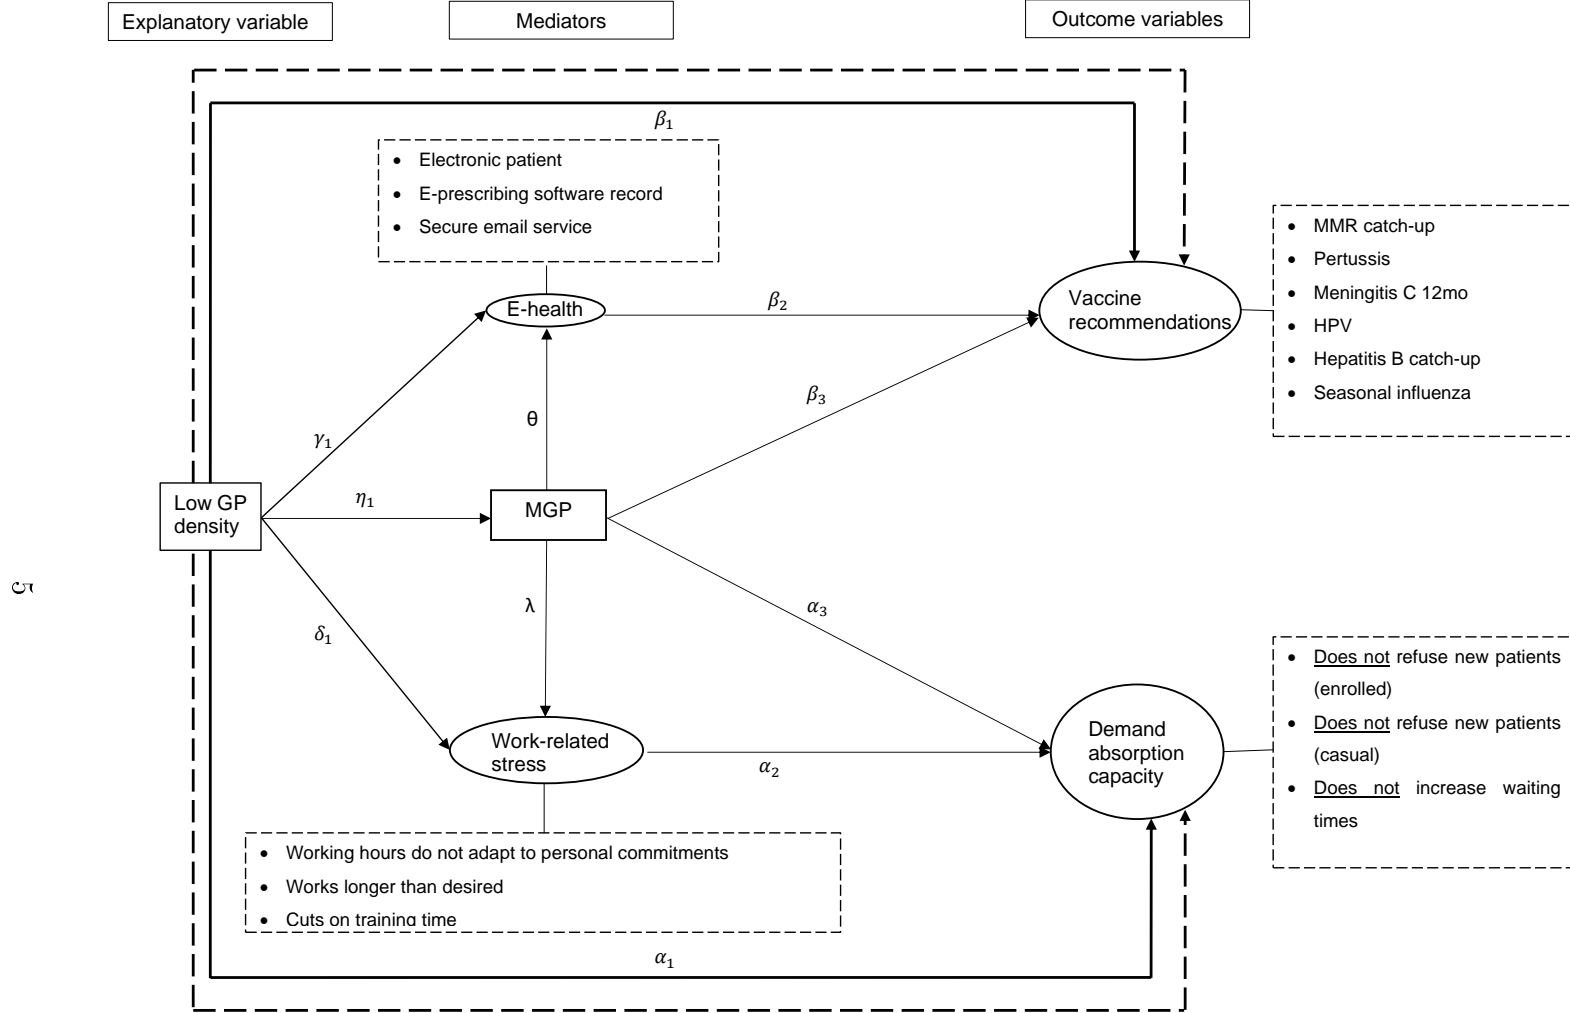 Explanatory variable
Mediators
Outcome variables
β₁
• Electronic patient
• E-prescribing software record
• Secure email service
• MMR catch-up
• Pertussis
• Meningitis C 12mo
• HPV
• Hepatitis B catch-up
• Seasonal influenza
E-health
β₂
Vaccine
recommendations
β₃
θ
γ₁
Low GP
density
η₁
MGP
5
λ
α₃
δ₁
• Does not refuse new patients
(enrolled)
• Does not refuse new patients
(casual)
• Does not increase waiting
times
Work-related
stress
α₂
Demand
absorption
capacity
• Working hours do not adapt to personal commitments
• Works longer than desired
• Cuts on training time
α₁